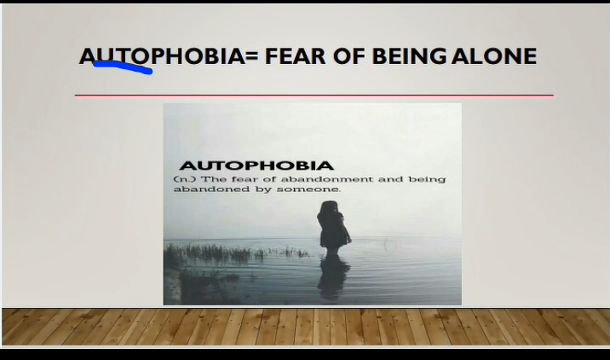 AUTOPHOBIA= FEAR OF BEING ALONE
AUTOPHOBIA
(n.) The fear of abandonment and being
abandoned by someone.